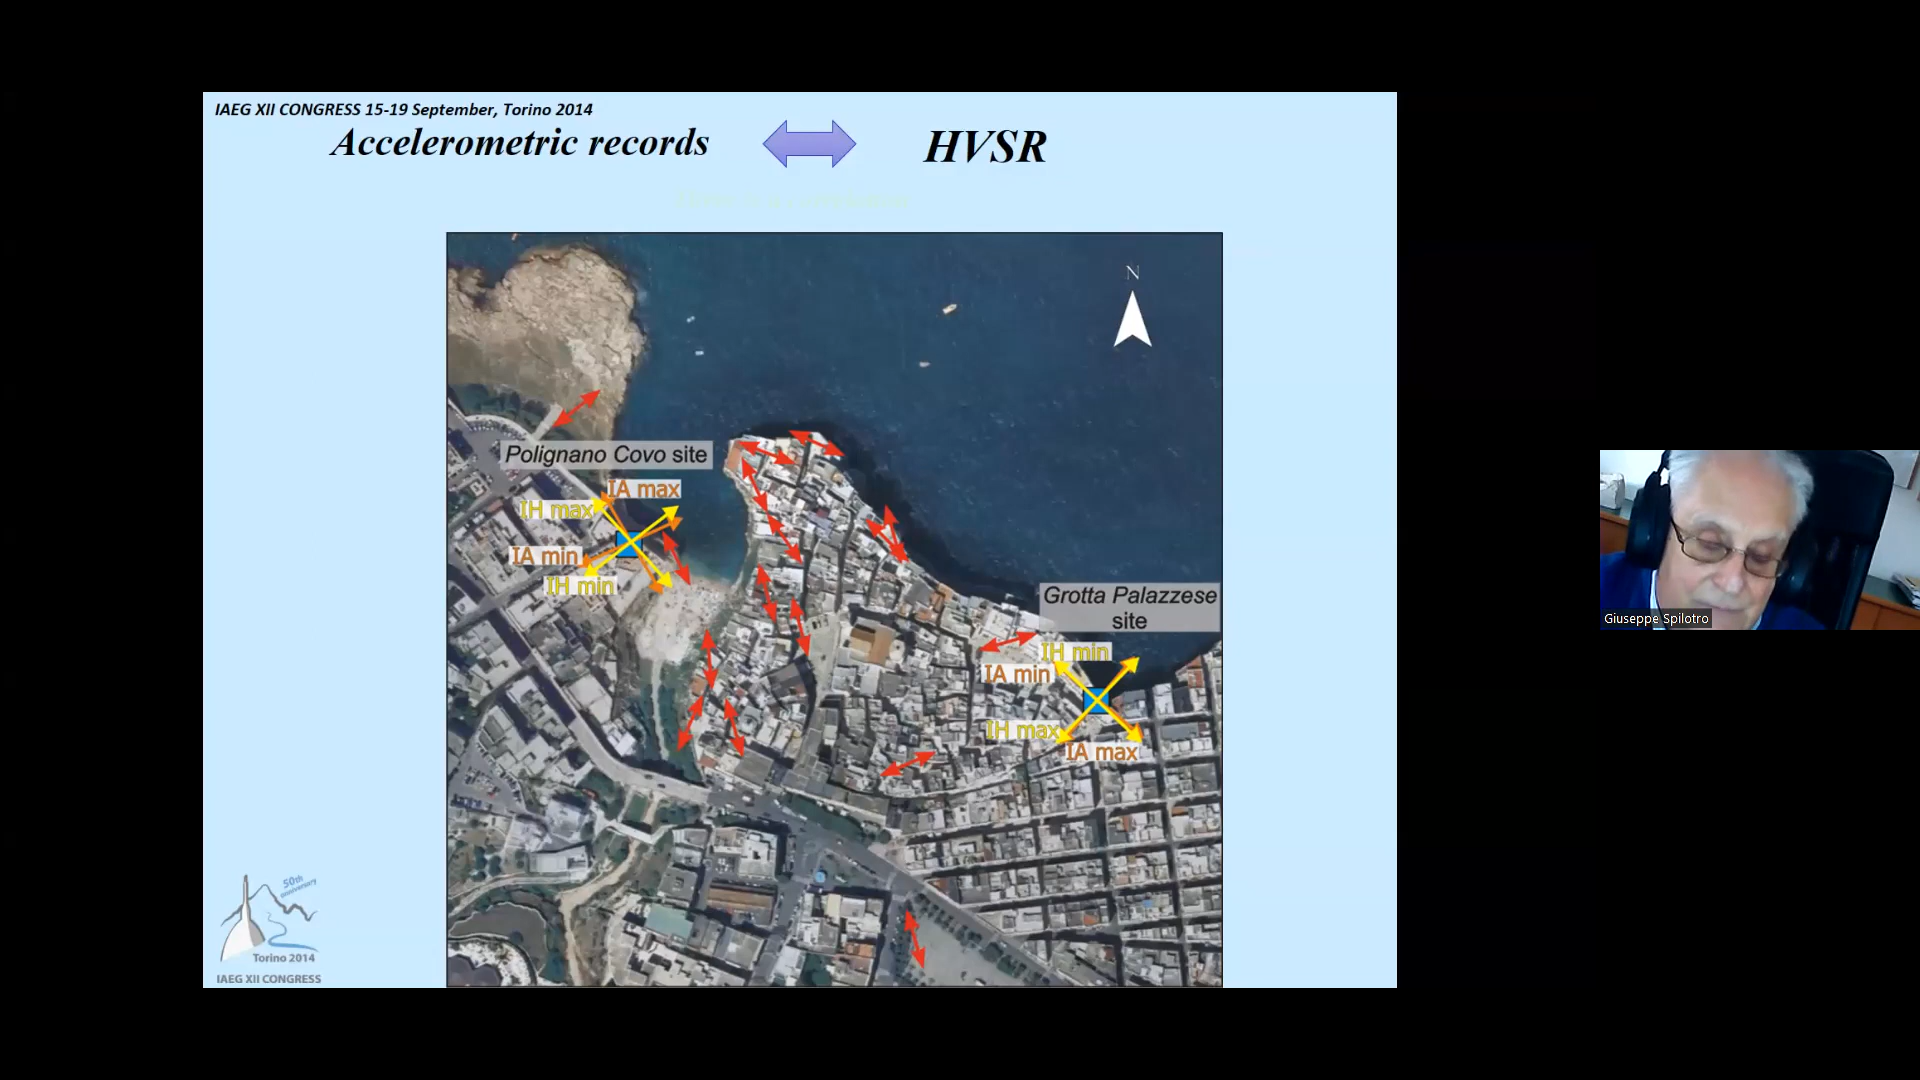 IAEG XII CONGRESS 15-19 September, Torino 2014
Accelerometric records
HVSR
N
Polignano Covo site
IA max
IH max
IA min
IH min
Grotta Palazzese
site
IH min
IA min
IH max
IA max
50th
anniversary
Torino 2014
IAEG XII CONGRESS
Giuseppe Spilotro